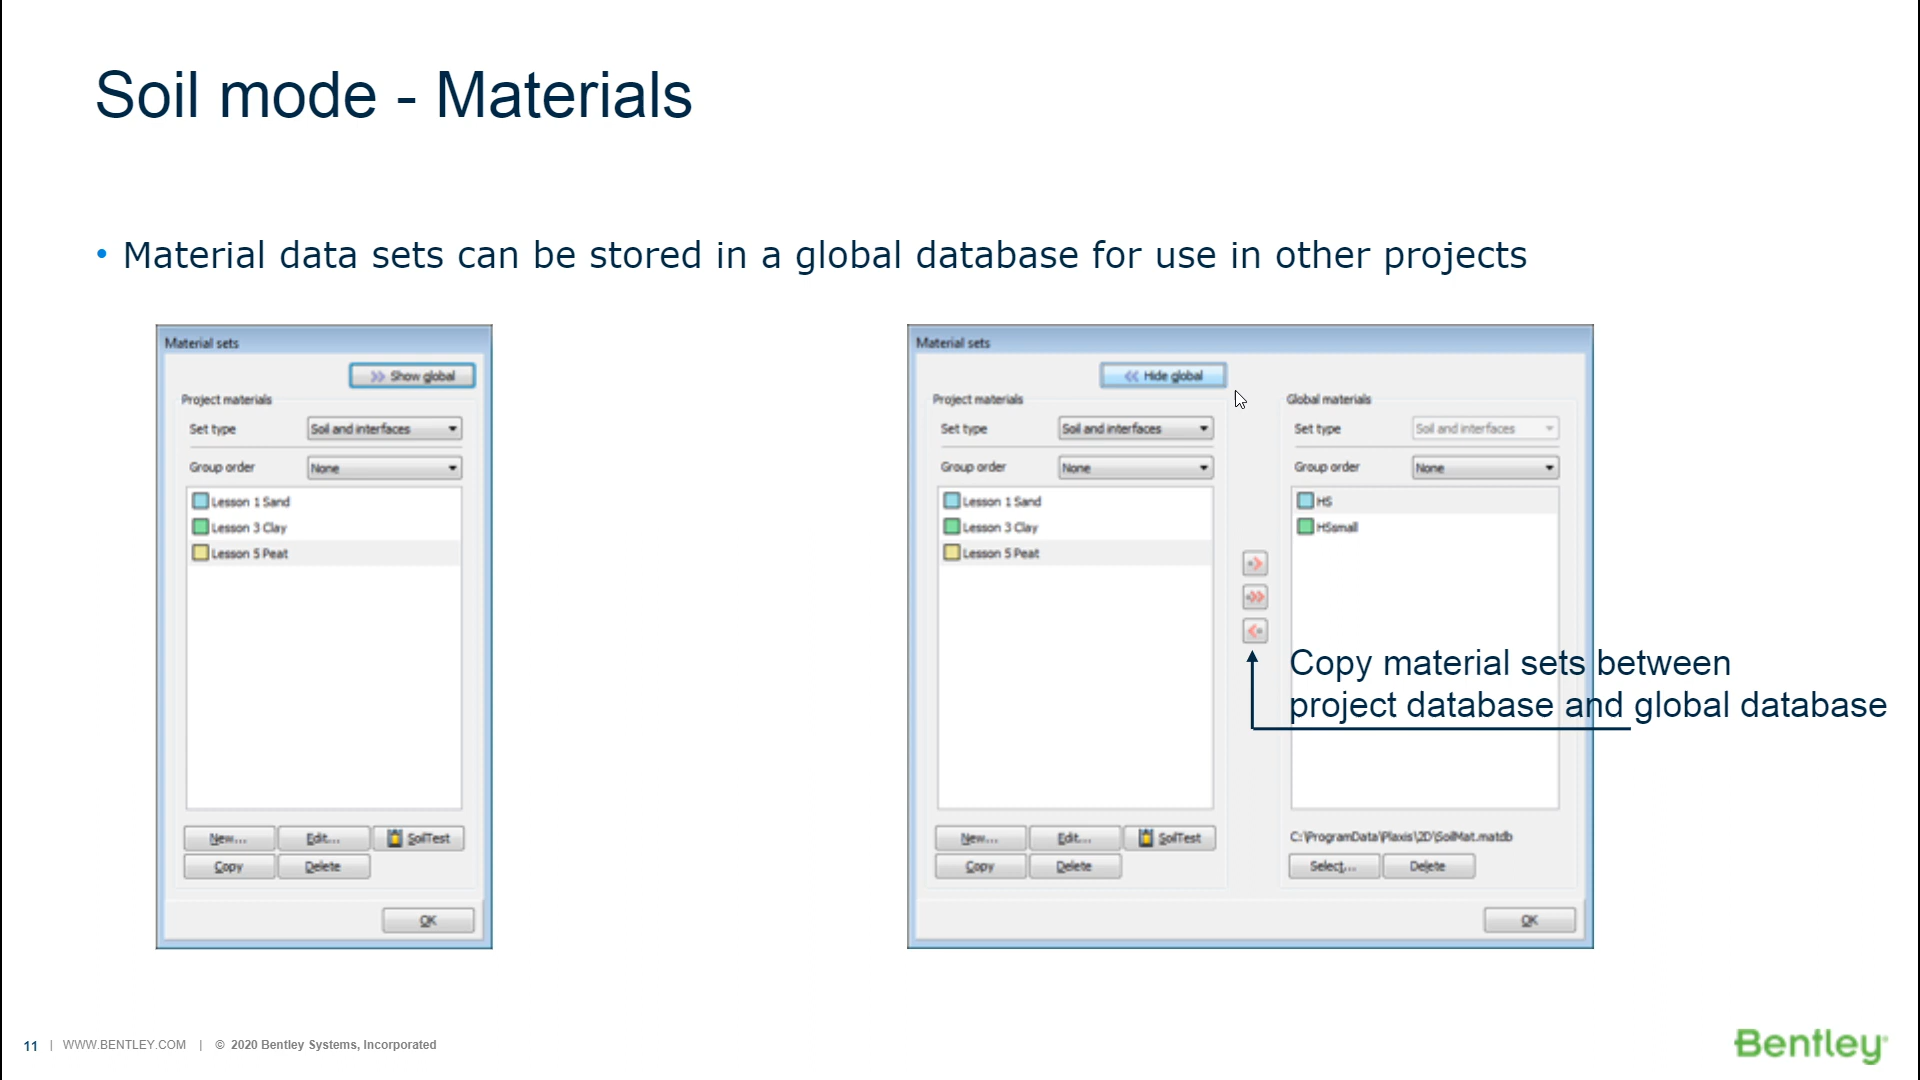 Soil mode - Materials
• Material data sets can be stored in a global database for use in other projects
Material sets
Show global
Project materials
Set type
Soil and interfaces
Group order
None
Lesson 1 Sand
Lesson 3 Clay
Lesson 5 Peat
New...
Edit...
SoilTest
Copy
Delete
OK
Material sets
Hide global
Project materials
Set type
Soil and interfaces
Group order
None
Lesson 1 Sand
Lesson 3 Clay
Lesson 5 Peat
New...
Edit...
SoilTest
Copy
Delete
Global materials
Set type
Soil and interfaces
Group order
None
HS
HSsmall
Copy material sets between
project database and global database
C:\ProgramData\Plaxis\2D\SoilMat.matdb
Select...
Delete
OK
11 | WWW.BENTLEY.COM | © 2020 Bentley Systems, Incorporated
Bentley